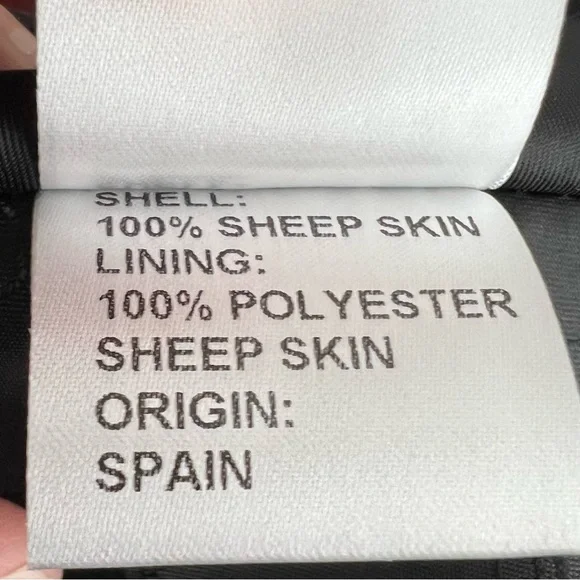 SHELL:
100% SHEEP SKIN
LINING:
100% POLYESTER
SHEEP SKIN
ORIGIN:
SPAIN